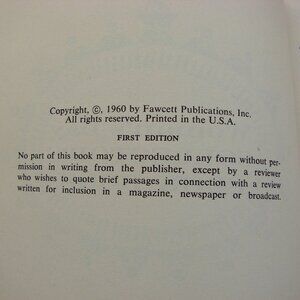 Copyright, ©, 1960 by Fawcett Publications, Inc.
All rights reserved. Printed in the U.S.A.
FIRST EDITION
No part of this book may be reproduced in any form without per-
mission in writing from the publisher, except by a reviewer
who wishes to quote brief passages in connection with a review
written for inclusion in a magazine, newspaper or broadcast.